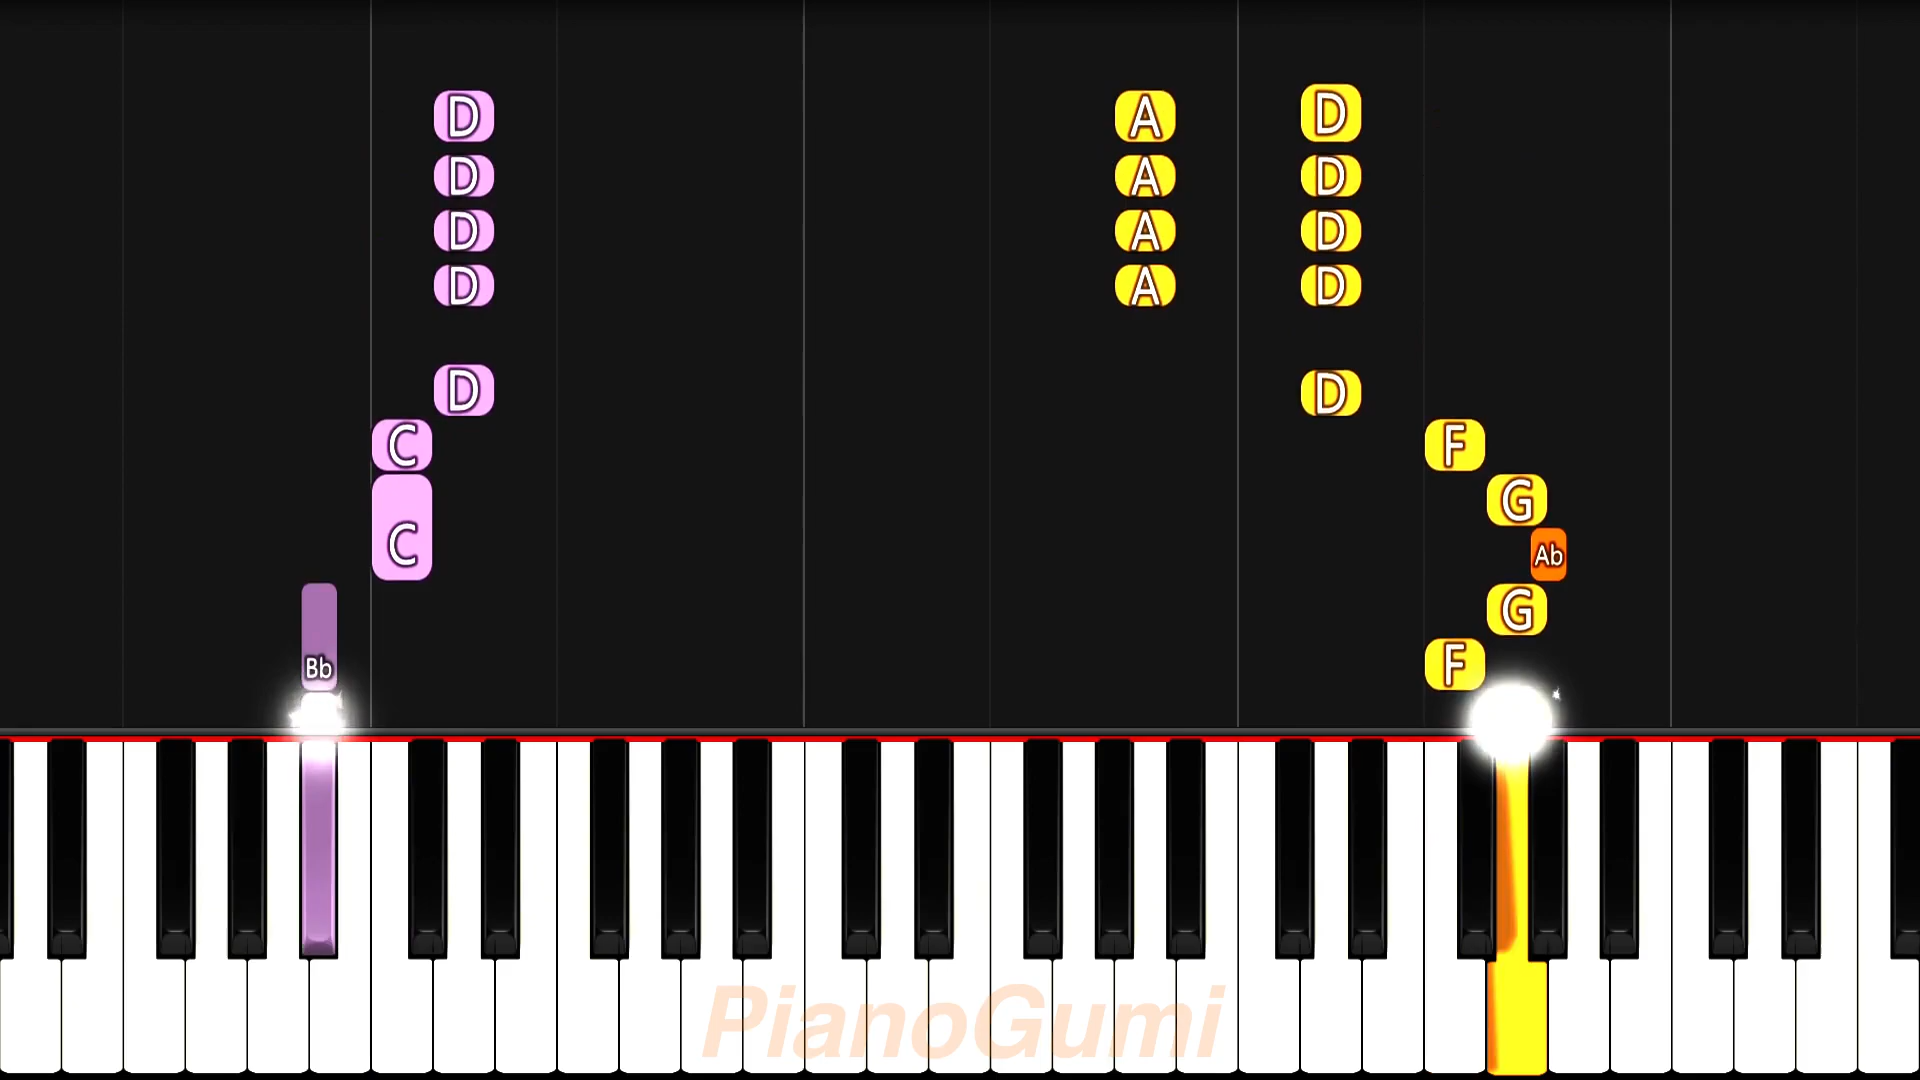 D A D
D A D
D A D
D A D
D D
C F
G
C
Ab
G
Bb F
PianoGumi